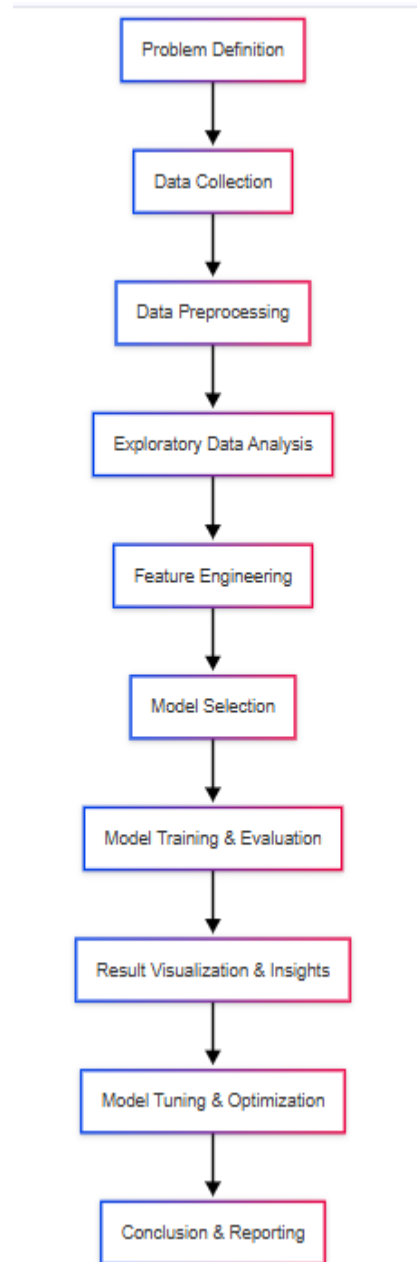 Problem Definition
Data Collection
Data Preprocessing
Exploratory Data Analysis
Feature Engineering
Model Selection
Model Training & Evaluation
Result Visualization & Insights
Model Tuning & Optimization
Conclusion & Reporting